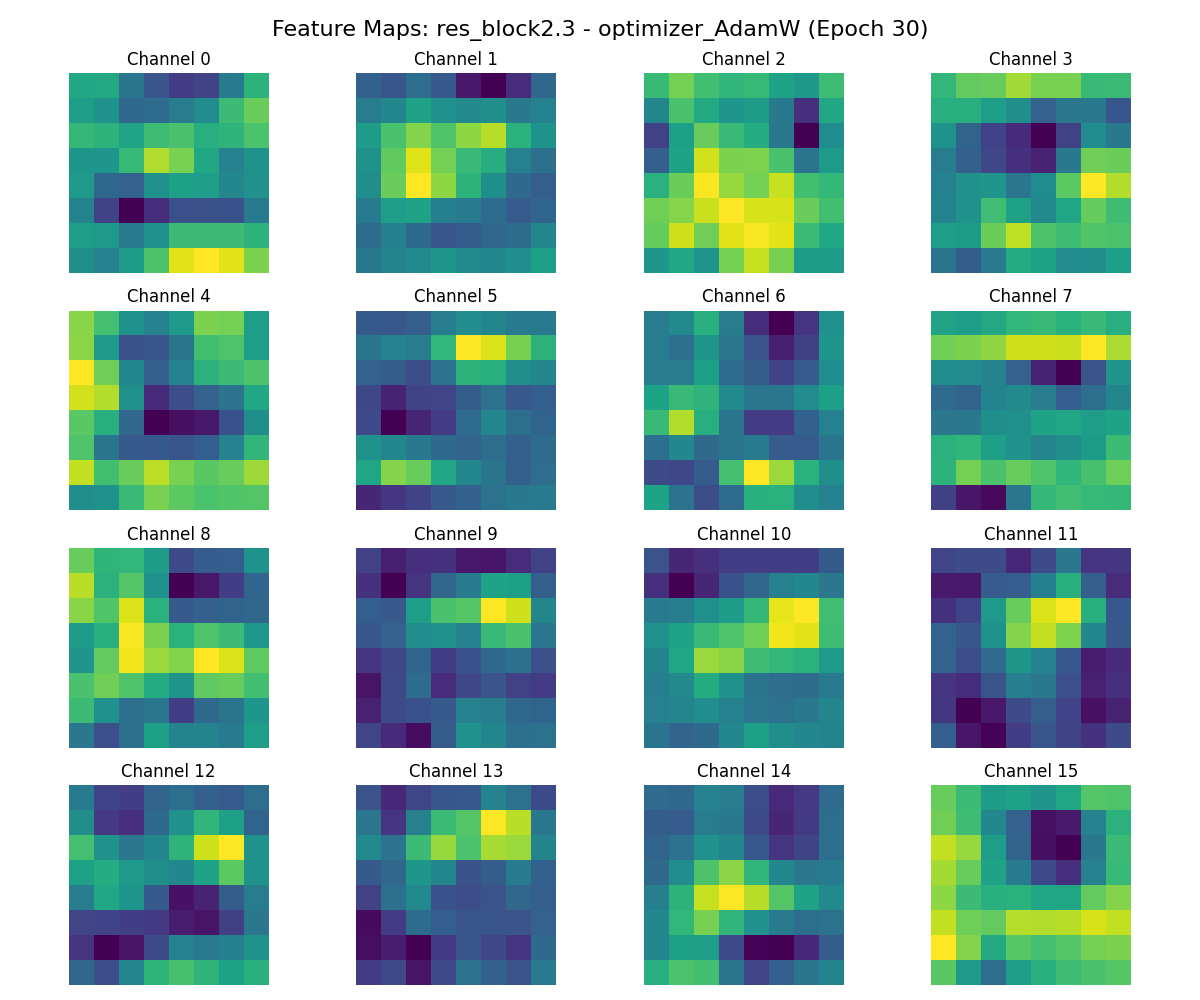 Feature Maps: res_block2.3 - optimizer_AdamW (Epoch 30)
Channel 0
Channel 1
Channel 2
Channel 3
Channel 4
Channel 5
Channel 6
Channel 7
Channel 8
Channel 9
Channel 10
Channel 11
Channel 12
Channel 13
Channel 14
Channel 15